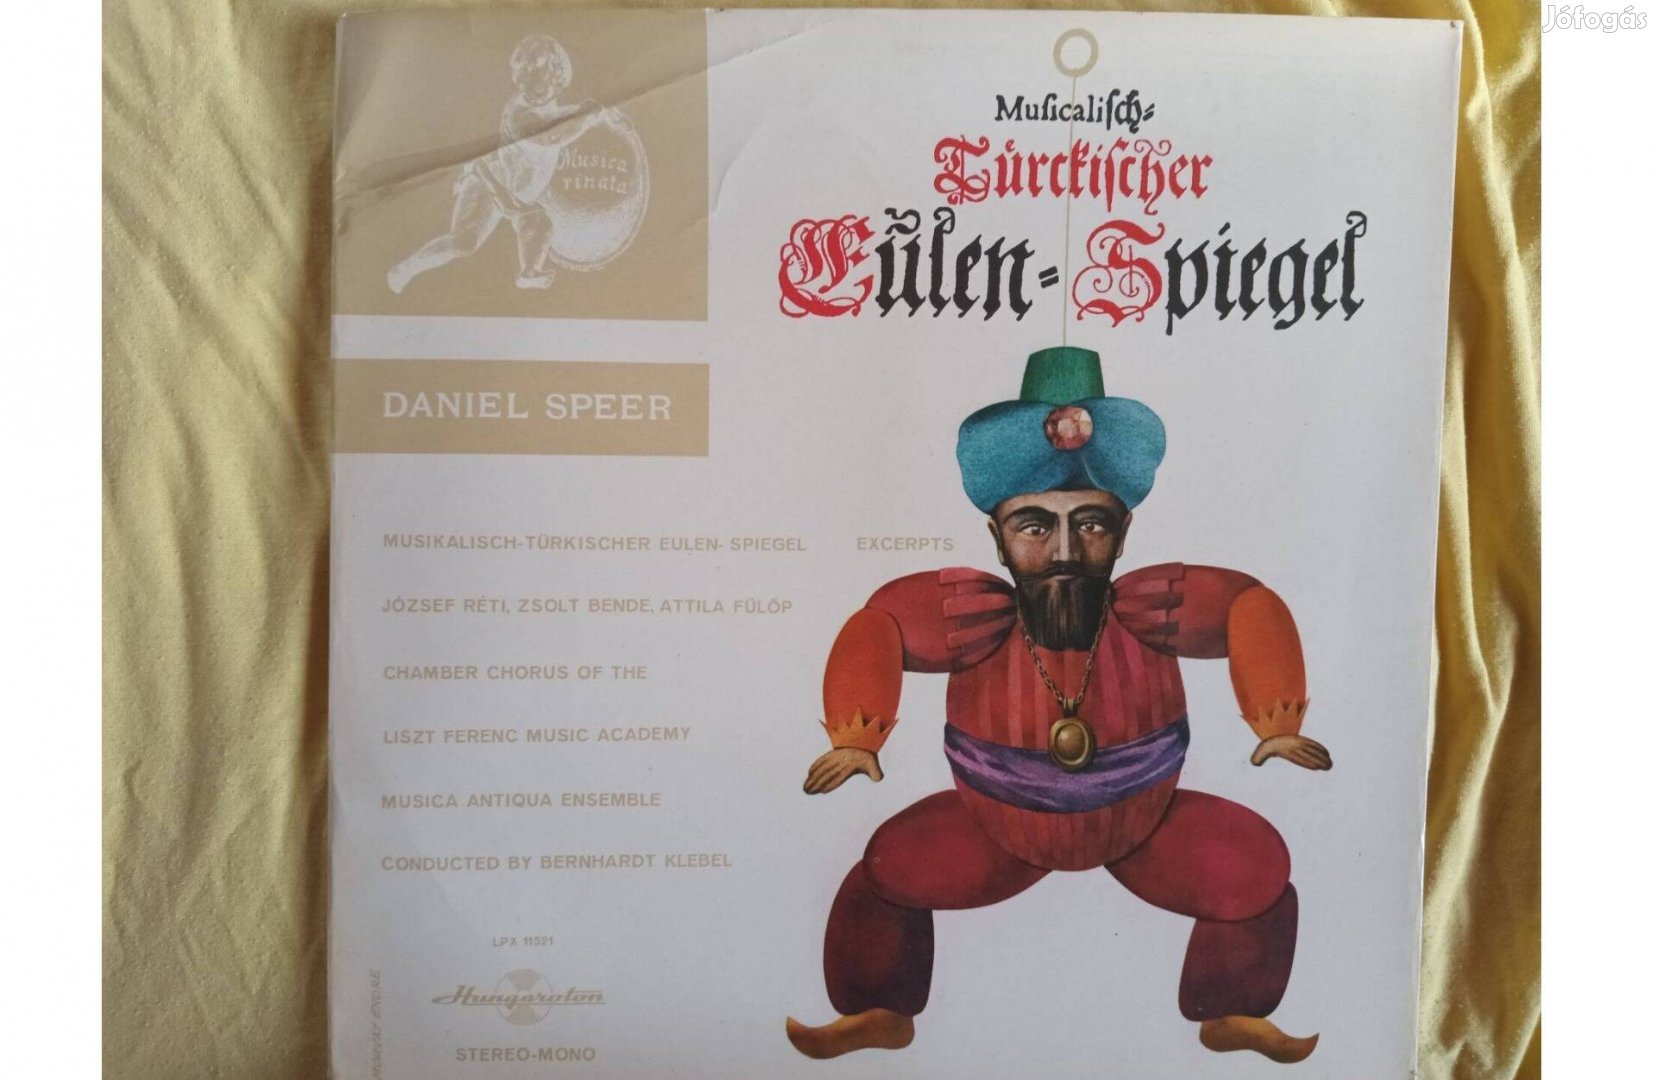 Jófogás
Musica
rinata
Muſicaliſch-
Türckiſcher
Eülen-Spiegel
DANIEL SPEER
MUSIKALISCH-TÜRKISCHER EULEN-SPIEGEL EXCERPTS
JÓZSEF RÉTI, ZSOLT BENDE, ATTILA FÜLÖP
CHAMBER CHORUS OF THE
LISZT FERENC MUSIC ACADEMY
MUSICA ANTIQUA ENSEMBLE
CONDUCTED BY BERNHARDT KLEBEL
LPX 11521
Hungaroton
STEREO-MONO
MORVAY ENDRE